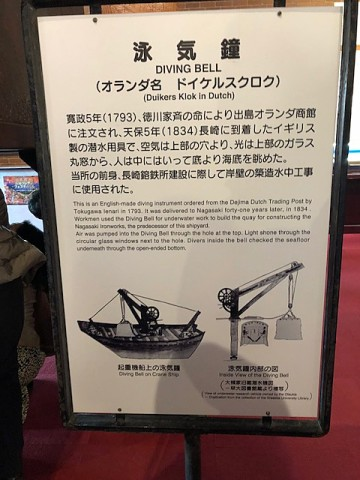 泳気鐘
DIVING BELL
(オランダ名 ドイケルスクロク)
(Duikers Klok in Dutch)
寛政5年(1793)、徳川家斉の命により出島オランダ商館
に注文され、天保5年(1834)長崎に到着したイギリス
製の潜水用具で、空気は上部の穴より、光は上部のガラス
丸窓から、人は中にはいって底より海底を眺めた。
当所の前身、長崎鎔鉄所建設に際して岸壁の築造水中工事
に使用された。
This is an English-made diving instrument ordered from the Dejima Dutch Trading Post by
Tokugawa Ienari in 1793. It was delivered to Nagasaki forty-one years later, in 1834.
Workmen used the Diving Bell for underwater work to build the quay for constructing the
Nagasaki Ironworks, the predecessor of this shipyard.
Air was pumped into the Diving Bell through the hole at the top. Light shone through the
circular glass windows next to the hole. Divers inside the bell checked the seafloor
underneath through the open-ended bottom.
起重機船上の泳気鐘
Diving Bell on Crane Ship
泳気鐘内部の図
Inside View of the Diving Bell